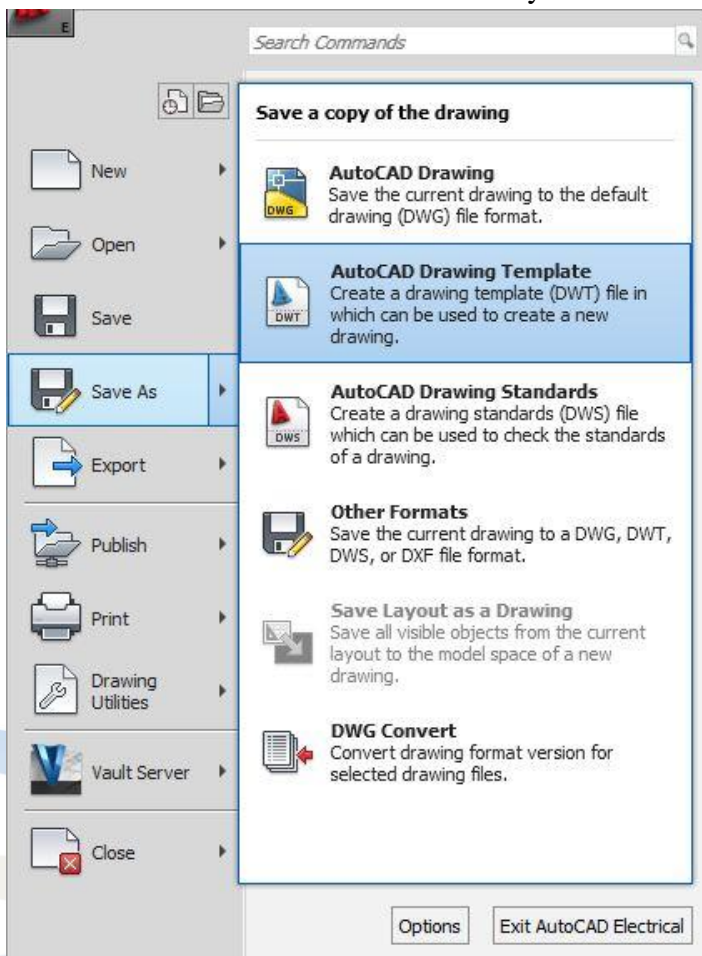 E
Search Commands
Save a copy of the drawing
New
Open
Save
Save As
Export
Publish
Print
Drawing
Utilities
Vault Server
Close
AutoCAD Drawing
Save the current drawing to the default
drawing (DWG) file format.
DWG
AutoCAD Drawing Template
Create a drawing template (DWT) file in
which can be used to create a new
drawing.
DWT
AutoCAD Drawing Standards
Create a drawing standards (DWS) file
which can be used to check the standards
of a drawing.
DWS
Other Formats
Save the current drawing to a DWG, DWT,
DWS, or DXF file format.
Save Layout as a Drawing
Save all visible objects from the current
layout to the model space of a new
drawing.
DWG Convert
Convert drawing format version for
selected drawing files.
Options
Exit AutoCAD Electrical